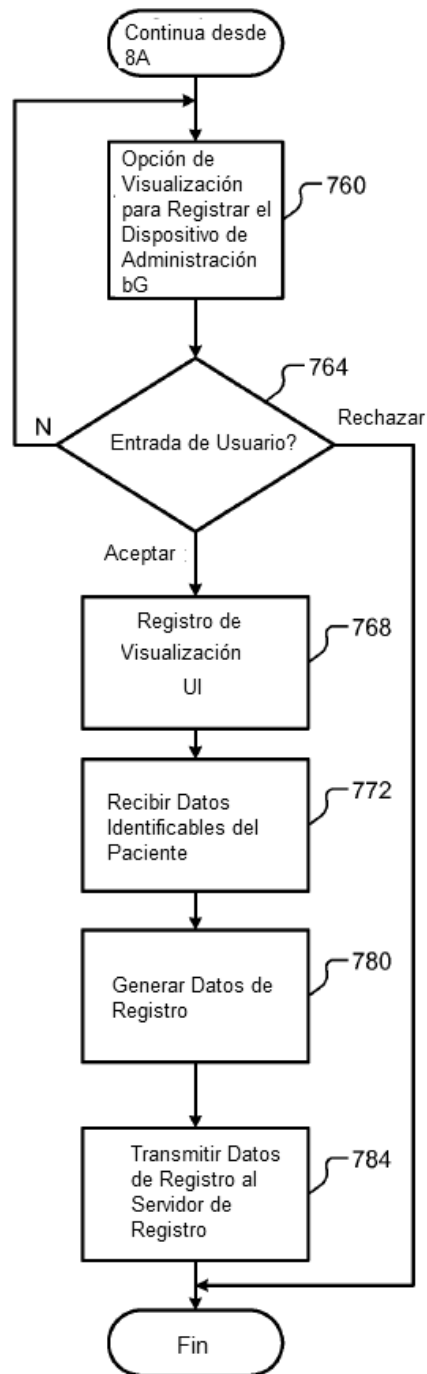 Continua desde
8A
Opción de
Visualización
para Registrar el
Dispositivo de
Administración
bG
760
764
Rechazar
N
Entrada de Usuario?
Aceptar
Registro de
Visualización
UI
768
Recibir Datos
Identificables del
Paciente
772
Generar Datos de
Registro
780
Transmitir Datos
de Registro al
Servidor de
Registro
784
Fin